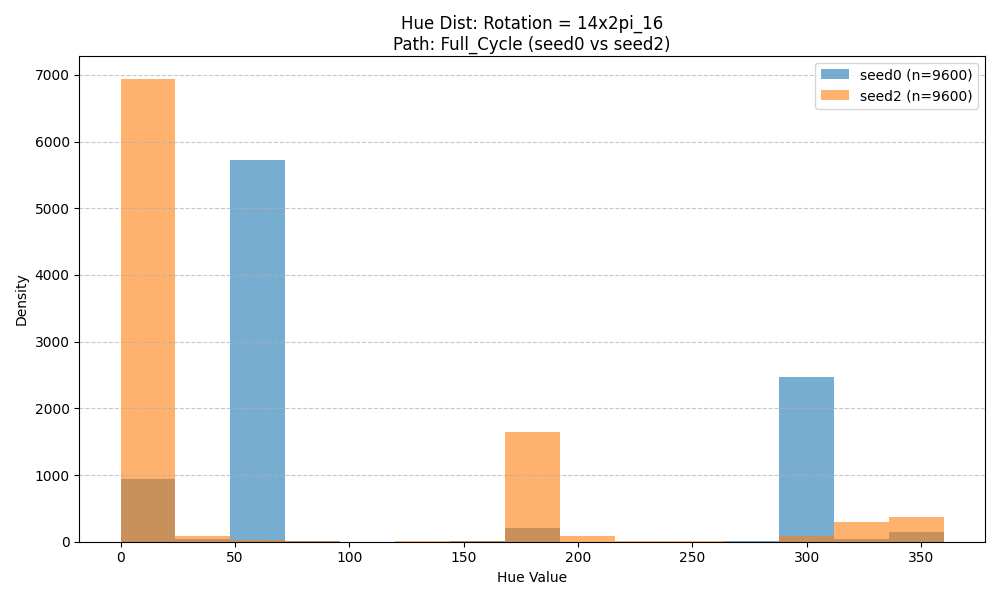 Hue Dist: Rotation = 14x2pi_16
Path: Full_Cycle (seed0 vs seed2)
seed0 (n=9600)
seed2 (n=9600)
Density
7000
6000
5000
4000
3000
2000
1000
0
0 50 100 150 200 250 300 350
Hue Value